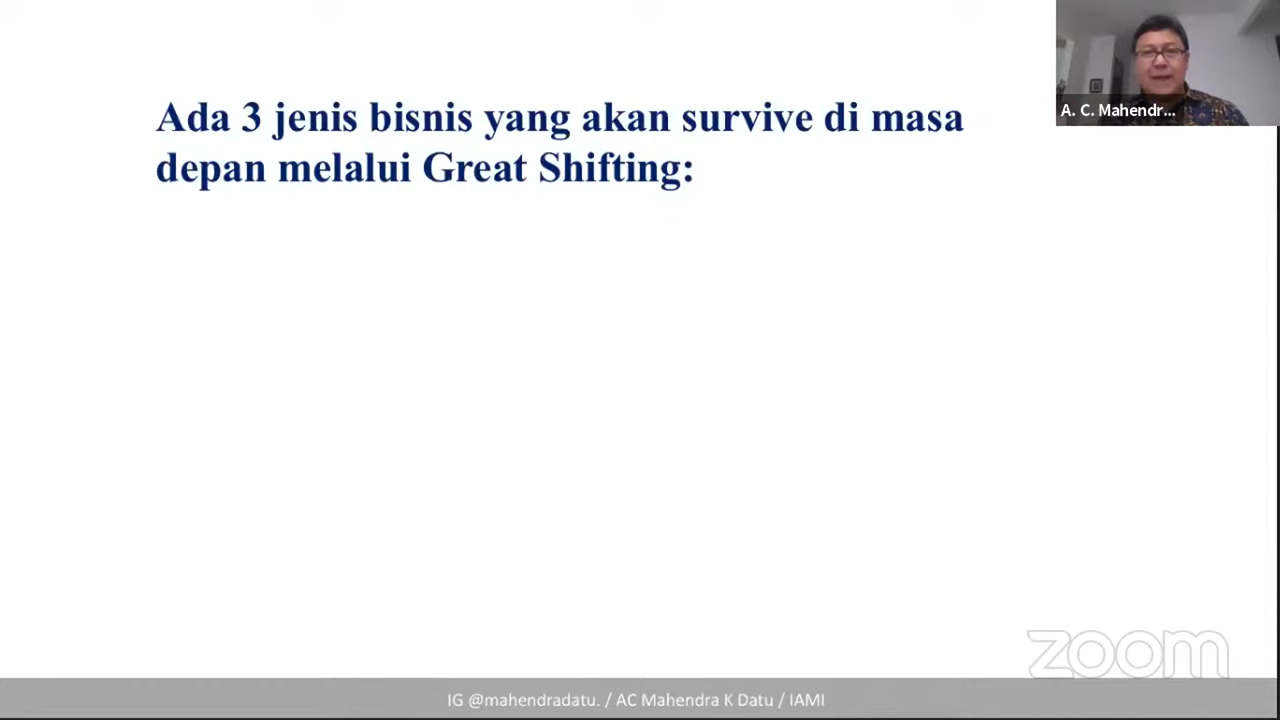 Ada 3 jenis bisnis yang akan survive di masa
depan melalui Great Shifting:
A. C. Mahendr...
zoom
IG @mahendradatu. / AC Mahendra K Datu / IAMI